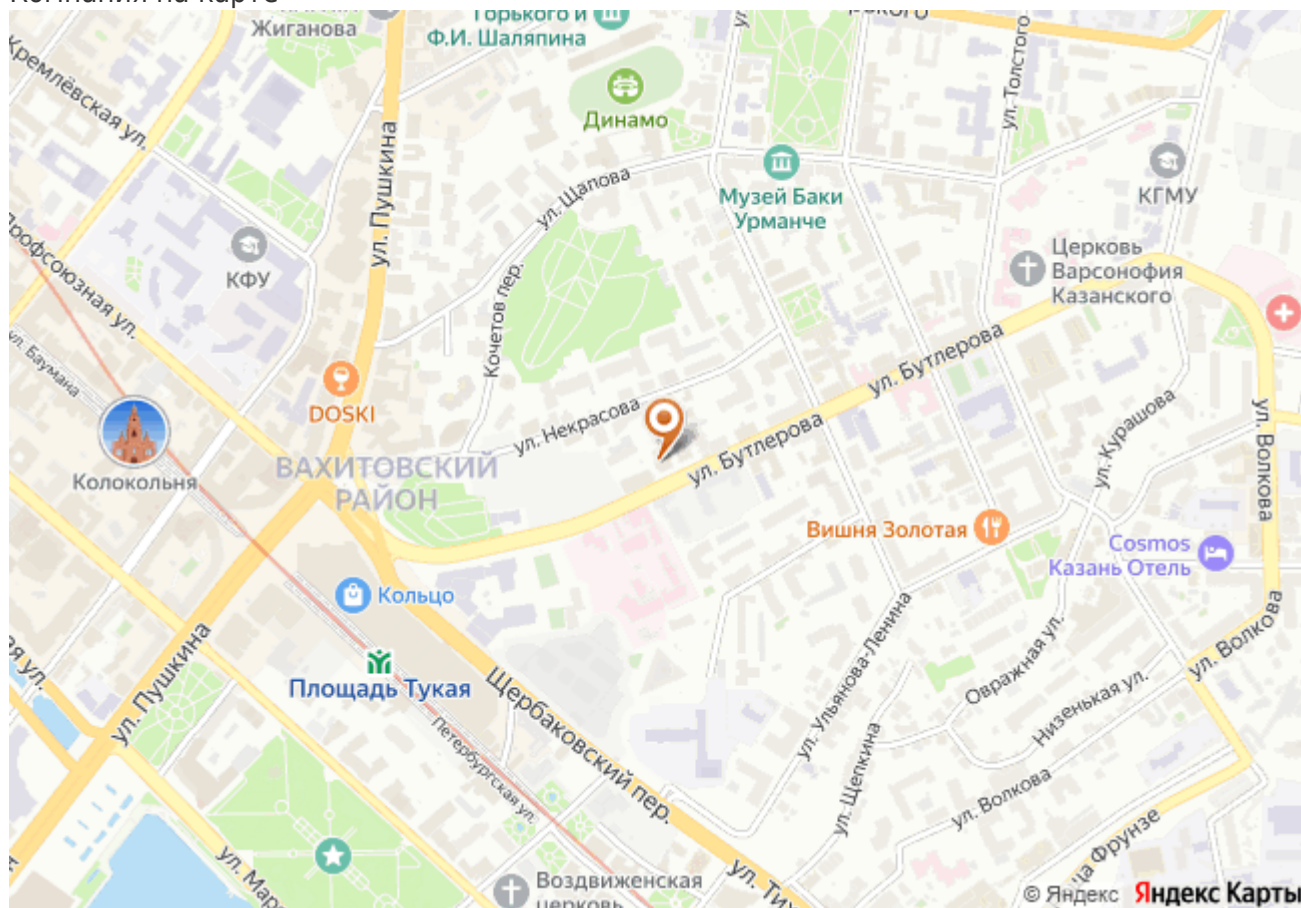 Компания на карте
Жиганова
Горького и
Ф.И. Шаляпина
Динамо
ул. Толстого
Кремлёвская ул.
ул. Пушкина
ул. Щапова
Музей Баки
Урманче
КГМУ
КФУ
Церковь
Варсонофия
Казанского
Профсоюзная ул.
Кочетов пер.
ул. Баумана
DOSKI
ул. Бутлерова
ул. Некрасова
ул. Бутлерова
ул. Курашова
ул. Волкова
Колокольня
ВАХИТОВСКИЙ
РАЙОН
Вишня Золотая
Cosmos
Казань Отель
Кольцо
ул. Пушкина
Площадь Тукая
ул. Ульянова-Ленина
Овражная ул.
ул. Волкова
Низенькая ул.
Петербургская ул.
Щербаковский пер.
ул. Щепкина
ул. Волкова
Воздвиженская
церковь
© Яндекс Яндекс Карты